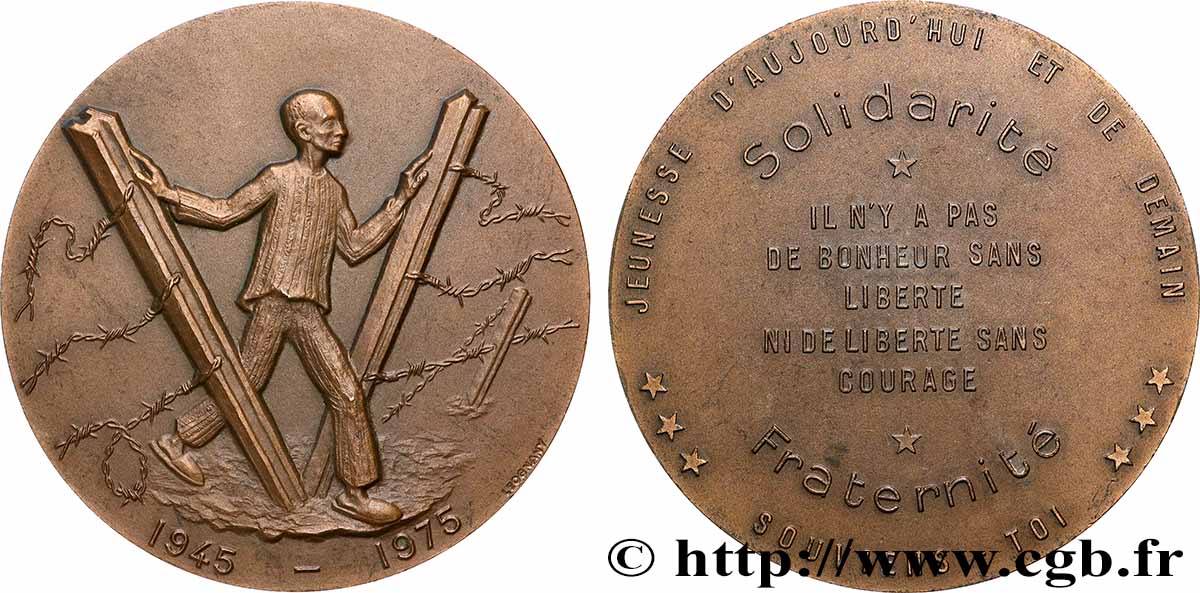 1945 – 1975
JEUNESSE D'AUJOURD'HUI ET DE DEMAIN
Solidarité
IL N'Y A PAS
DE BONHEUR SANS
LIBERTE
NI DE LIBERTE SANS
COURAGE
Fraternité
SOUVIENS TOI
© http://www.cgb.fr